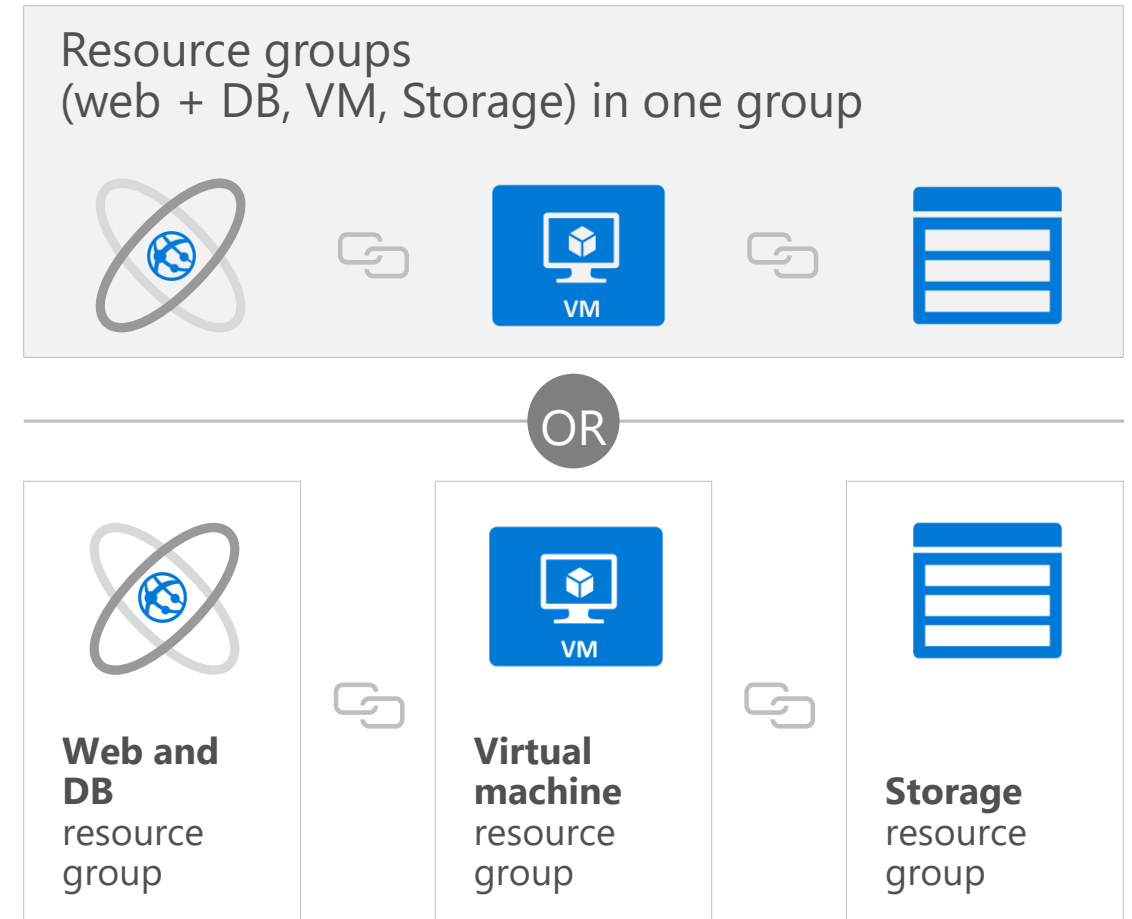 Resource groups
(web + DB, VM, Storage) in one group
VM
OR
VM
Web and
DB
resource
group
Virtual
machine
resource
group
Storage
resource
group